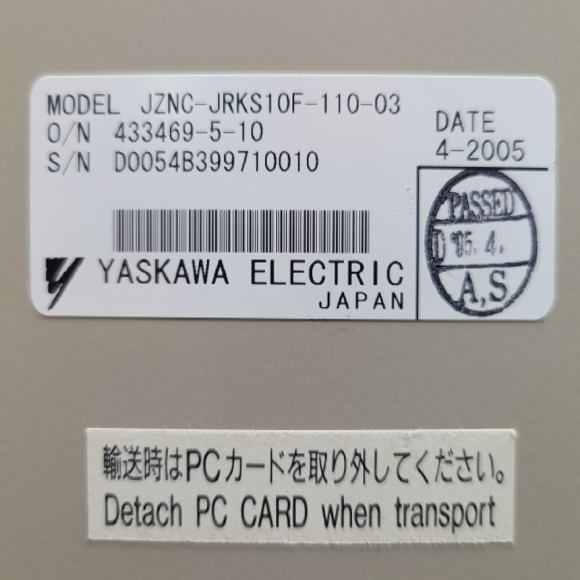 MODEL JZNC-JRKS10F-110-03
O/N 433469-5-10
S/N D0054B399710010
DATE
4-2005
PASSED
D '05.4.
A,S
YASKAWA ELECTRIC
JAPAN
輸送時はPCカードを取り外してください。
Detach PC CARD when transport